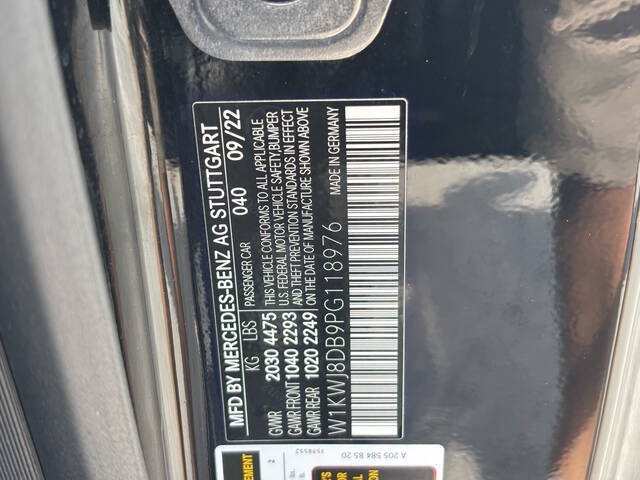 MFD BY MERCEDES-BENZ AG STUTTGART
040 09/22
KG LBS PASSENGER CAR
GVWR 2030 4475 THIS VEHICLE CONFORMS TO ALL APPLICABLE
GAWR FRONT 1040 2293 U.S. FEDERAL MOTOR VEHICLE SAFETY, BUMPER
GAWR REAR 1020 2249 AND THEFT PREVENTION STANDARDS IN EFFECT
ON THE DATE OF MANUFACTURE SHOWN ABOVE
W1KWJ8DB9PG118976 MADE IN GERMANY
A 205 584 85 20